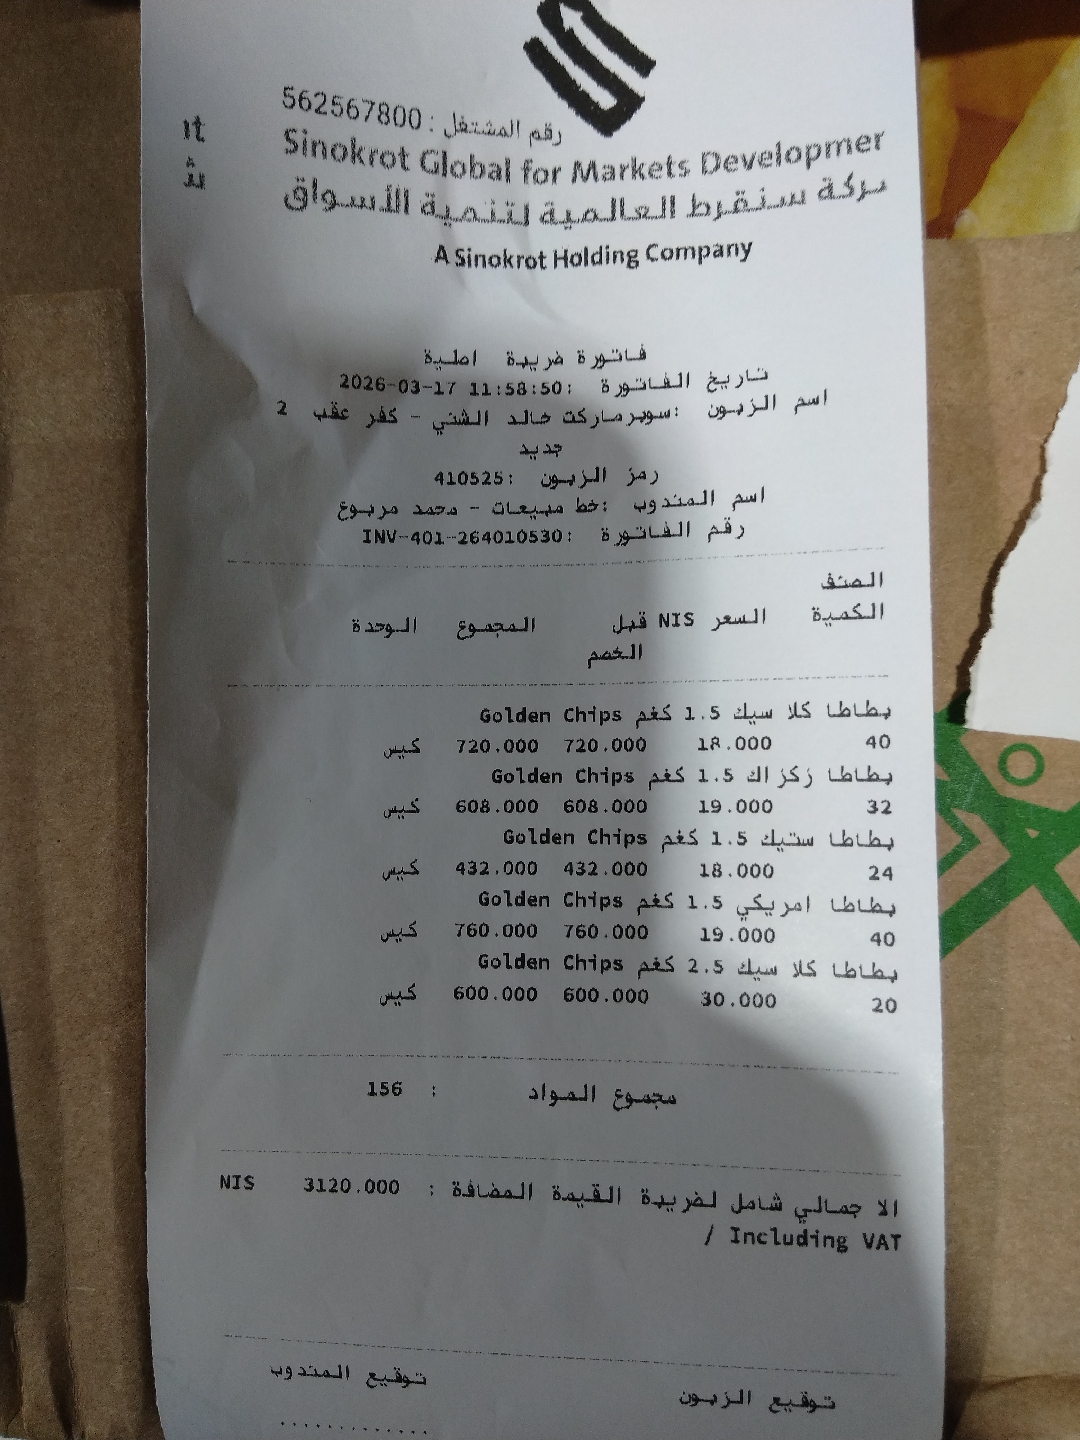 رقم المشتغل : 562567800
Sinokrot Global for Markets Developmer
ıt
ـركة سنقرط العالمية لتنمية الأسواق
شـ
A Sinokrot Holding Company
فاتورة ضريبة اصلية
تاريخ الفاتورة :2026-03-17 11:58:50
اسم الزبون :سوبرماركت خالد الشني - كفر عقب 2
جديد
رمز الزبون :410525
اسم المندوب :خط مبيعات - محمد مربوع
رقم الفاتورة :INV-401-264010530
الصنف
الكمية السعر NIS قبل المجموع الوحدة
الخصم
بطاطا كلاسيك 1.5 كغم Golden Chips
40 18.000 720.000 720.000 كيس
بطاطا زكزاك 1.5 كغم Golden Chips
32 19.000 608.000 608.000 كيس
بطاطا ستيك 1.5 كغم Golden Chips
24 18.000 432.000 432.000 كيس
بطاطا امريكي 1.5 كغم Golden Chips
40 19.000 760.000 760.000 كيس
بطاطا كلاسيك 2.5 كغم Golden Chips
20 30.000 600.000 600.000 كيس
مجموع المواد : 156
الاجمالي شامل لضريبة القيمة المضافة : 3120.000 NIS
/ Including VAT
توقيع الزبون توقيع المندوب